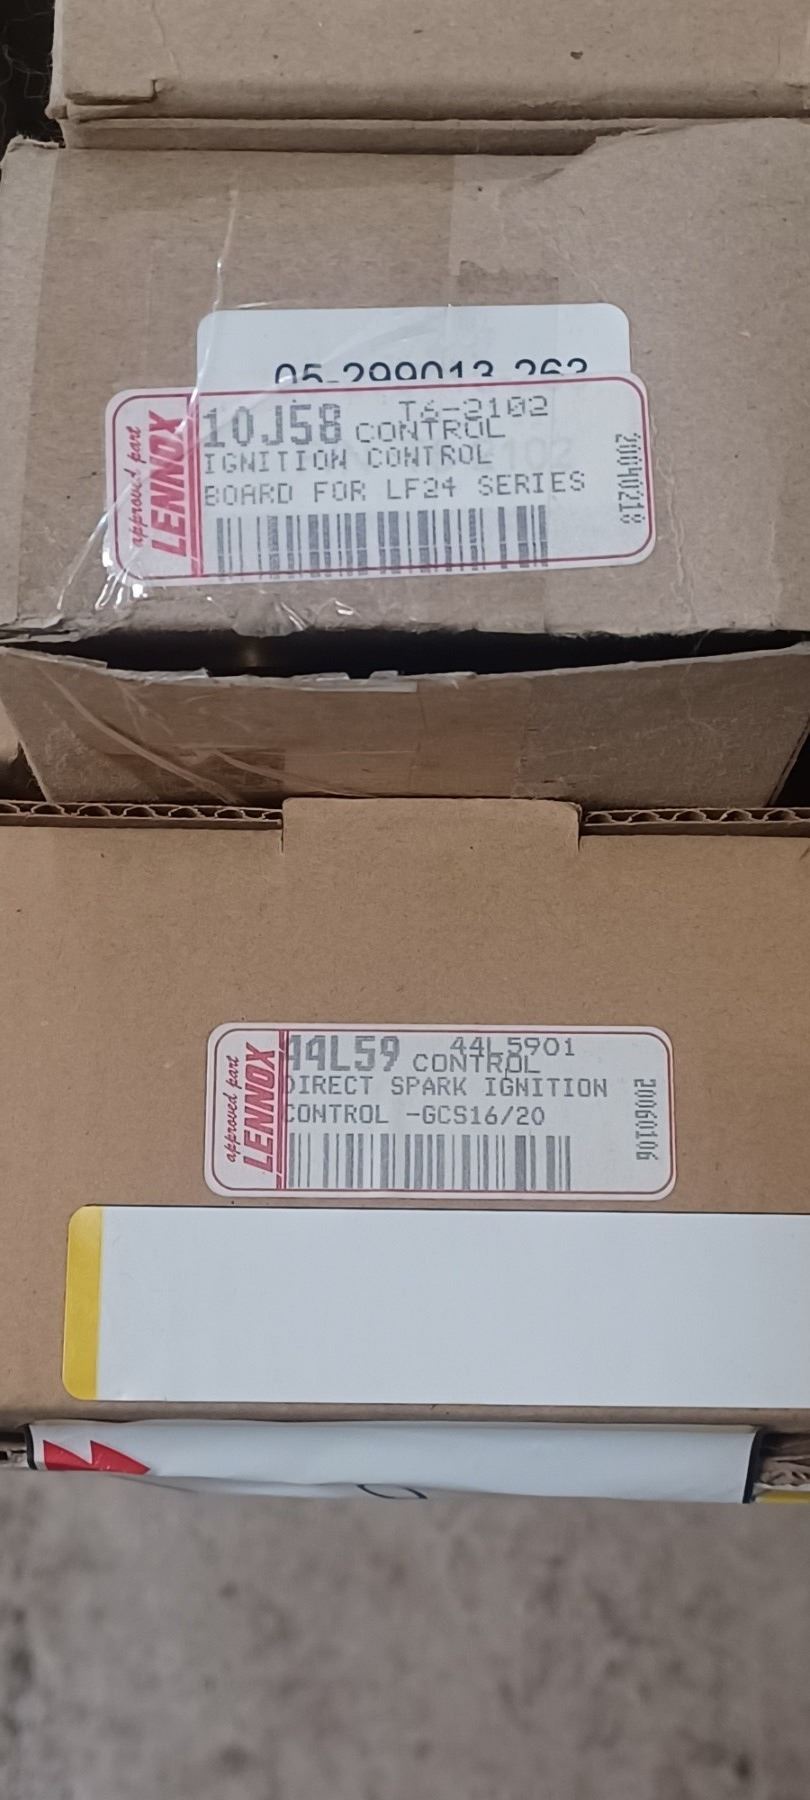 05-299013-263
approved part
LENNOX
10J58 TA-2102
CONTROL
IGNITION CONTROL
BOARD FOR LF24 SERIES
20040218
approved part
LENNOX
44L59 44L5901
CONTROL
DIRECT SPARK IGNITION
CONTROL -GCS16/20
20060106